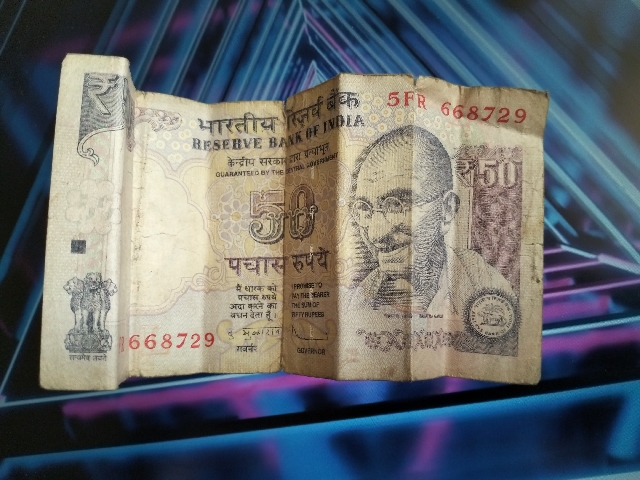 ₹
भारतीय रिज़र्व बैंक
RESERVE BANK OF INDIA
केन्द्रीय सरकार द्वारा प्रत्याभूत
GUARANTEED BY THE CENTRAL GOVERNMENT
5FR 668729
₹50
50
पचास रुपये
मैं धारक को
पचास रुपये
अदा करने का
वचन देता हूँ।
I PROMISE TO
PAY THE BEARER
THE SUM OF
FIFTY RUPEES
668729
गवर्नर
GOVERNOR
सत्यमेव जयते